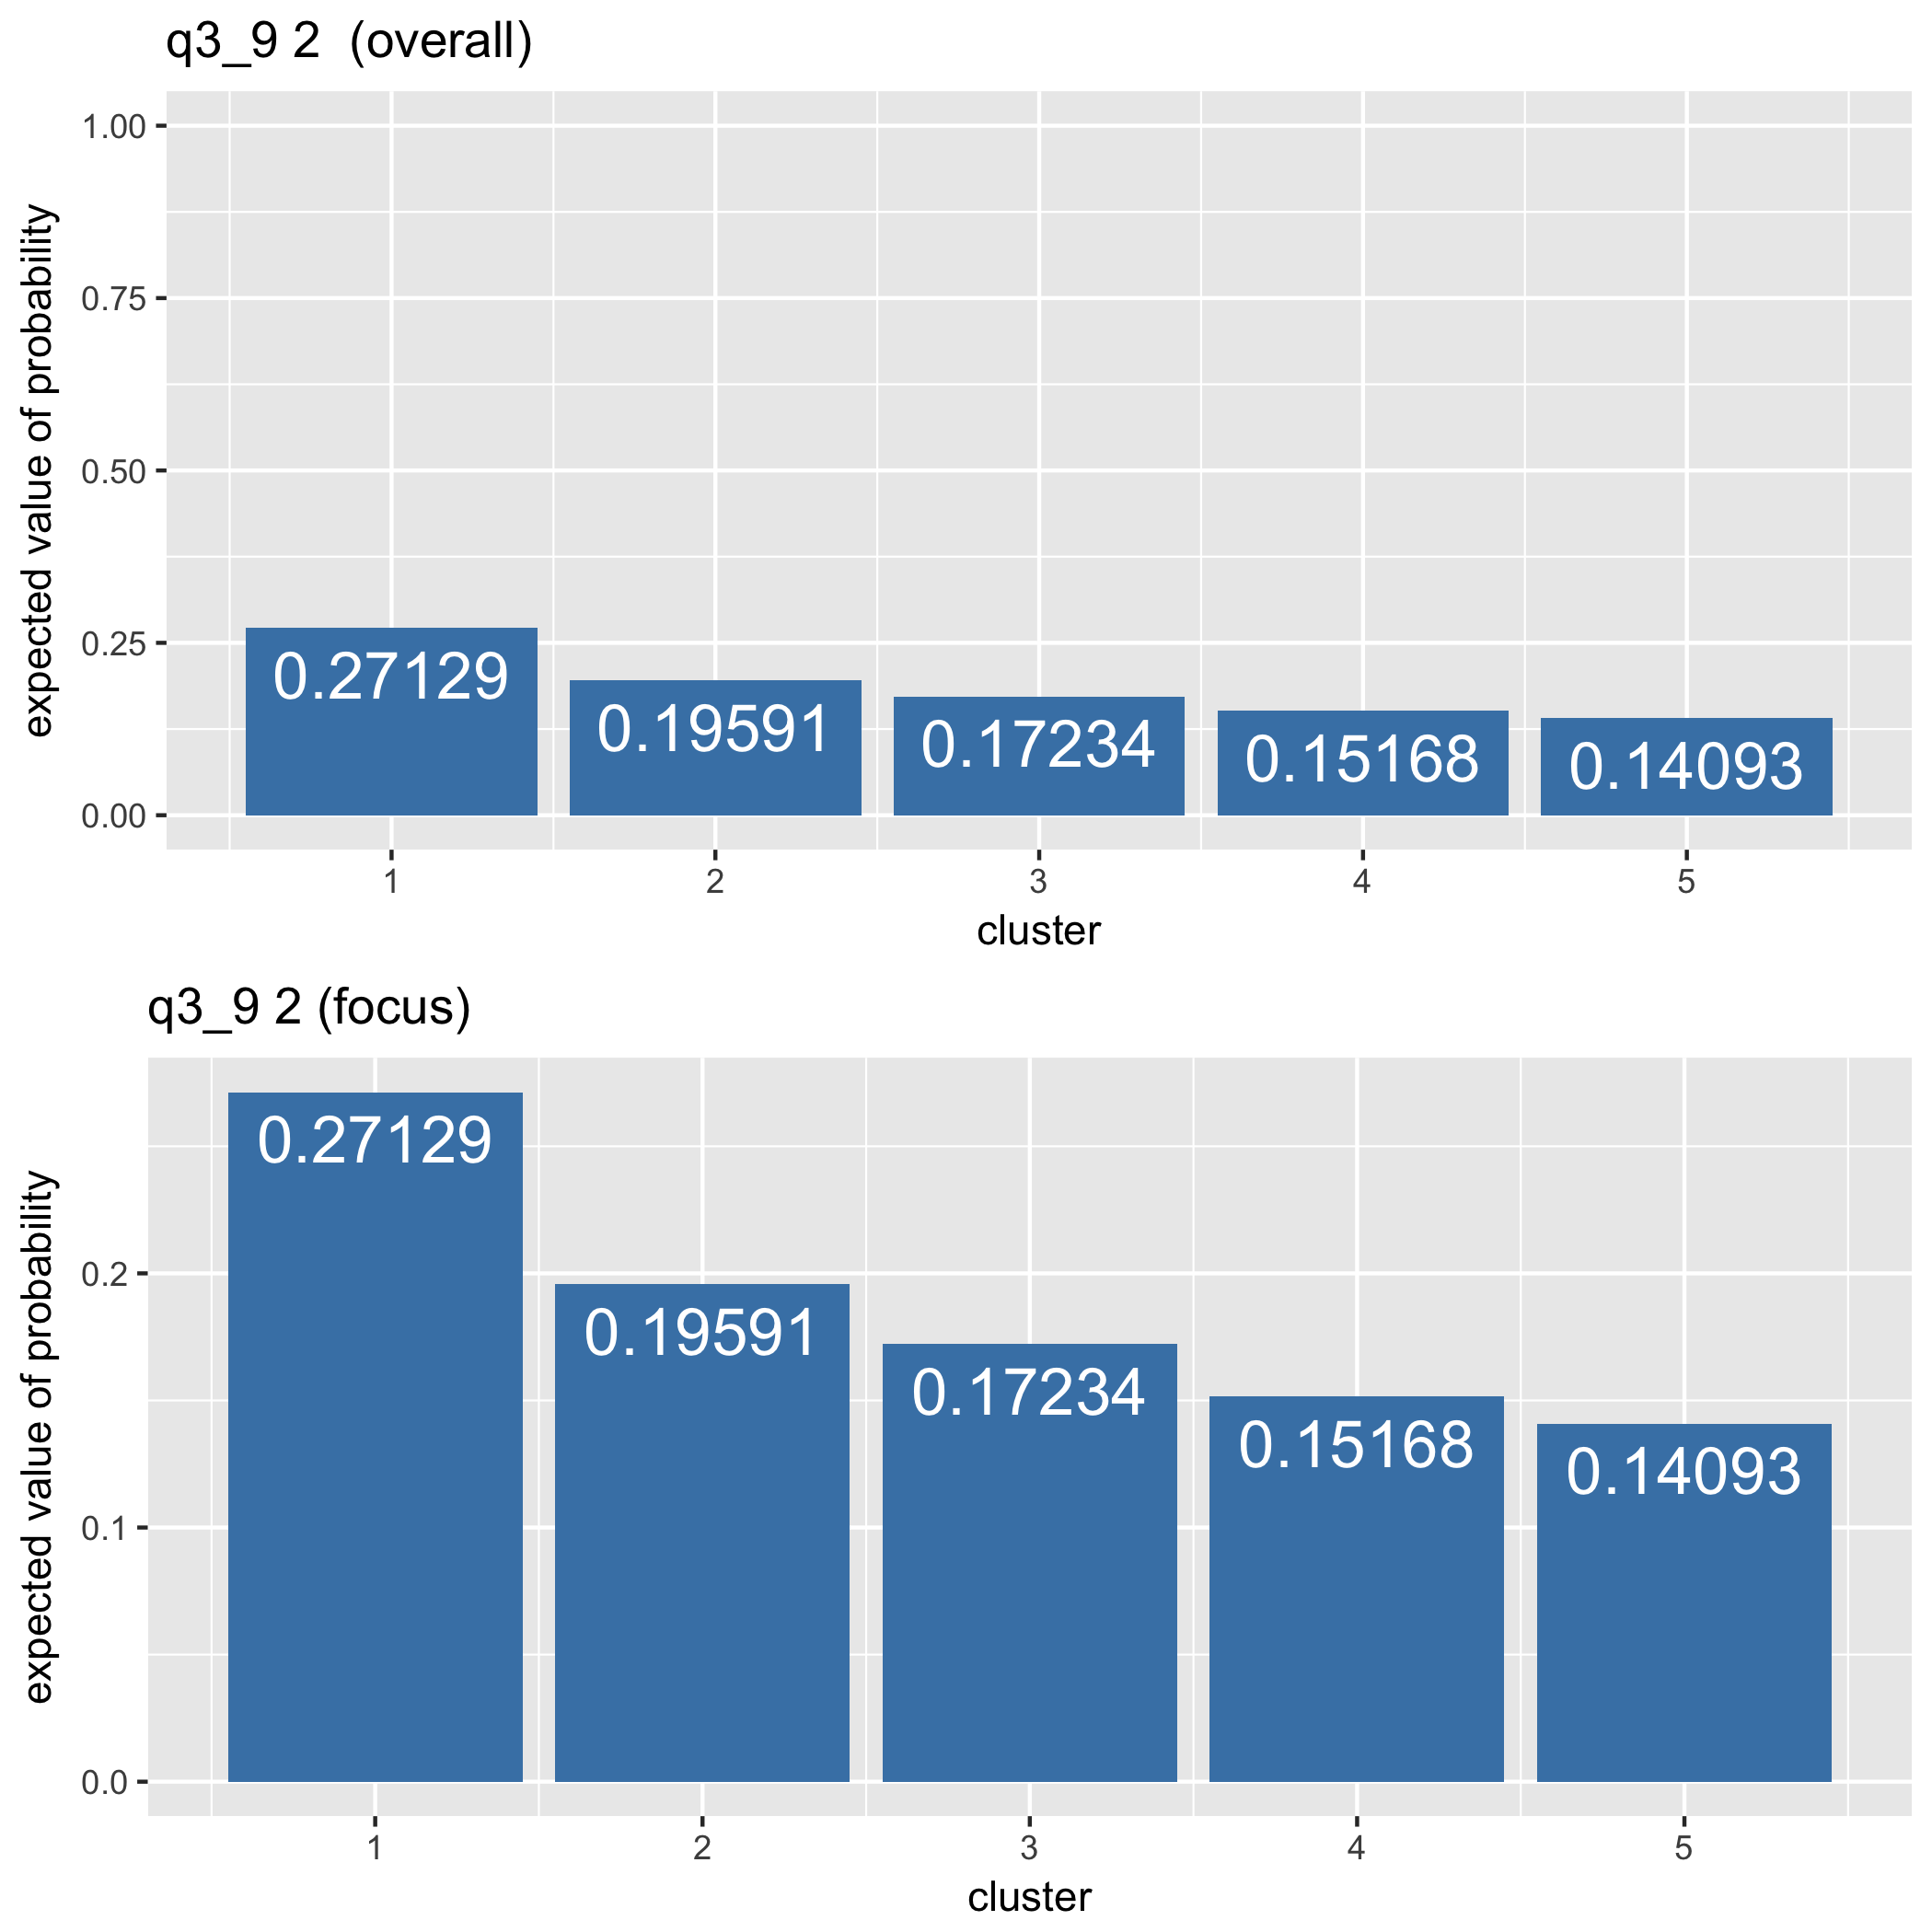 q3_9 2  (overall)
expected value of probability
1.00
0.75
0.50
0.25
0.00
0.27129
0.19591
0.17234
0.15168
0.14093
1 2 3 4 5
cluster
q3_9 2 (focus)
expected value of probability
0.2
0.1
0.0
0.27129
0.19591
0.17234
0.15168
0.14093
1 2 3 4 5
cluster